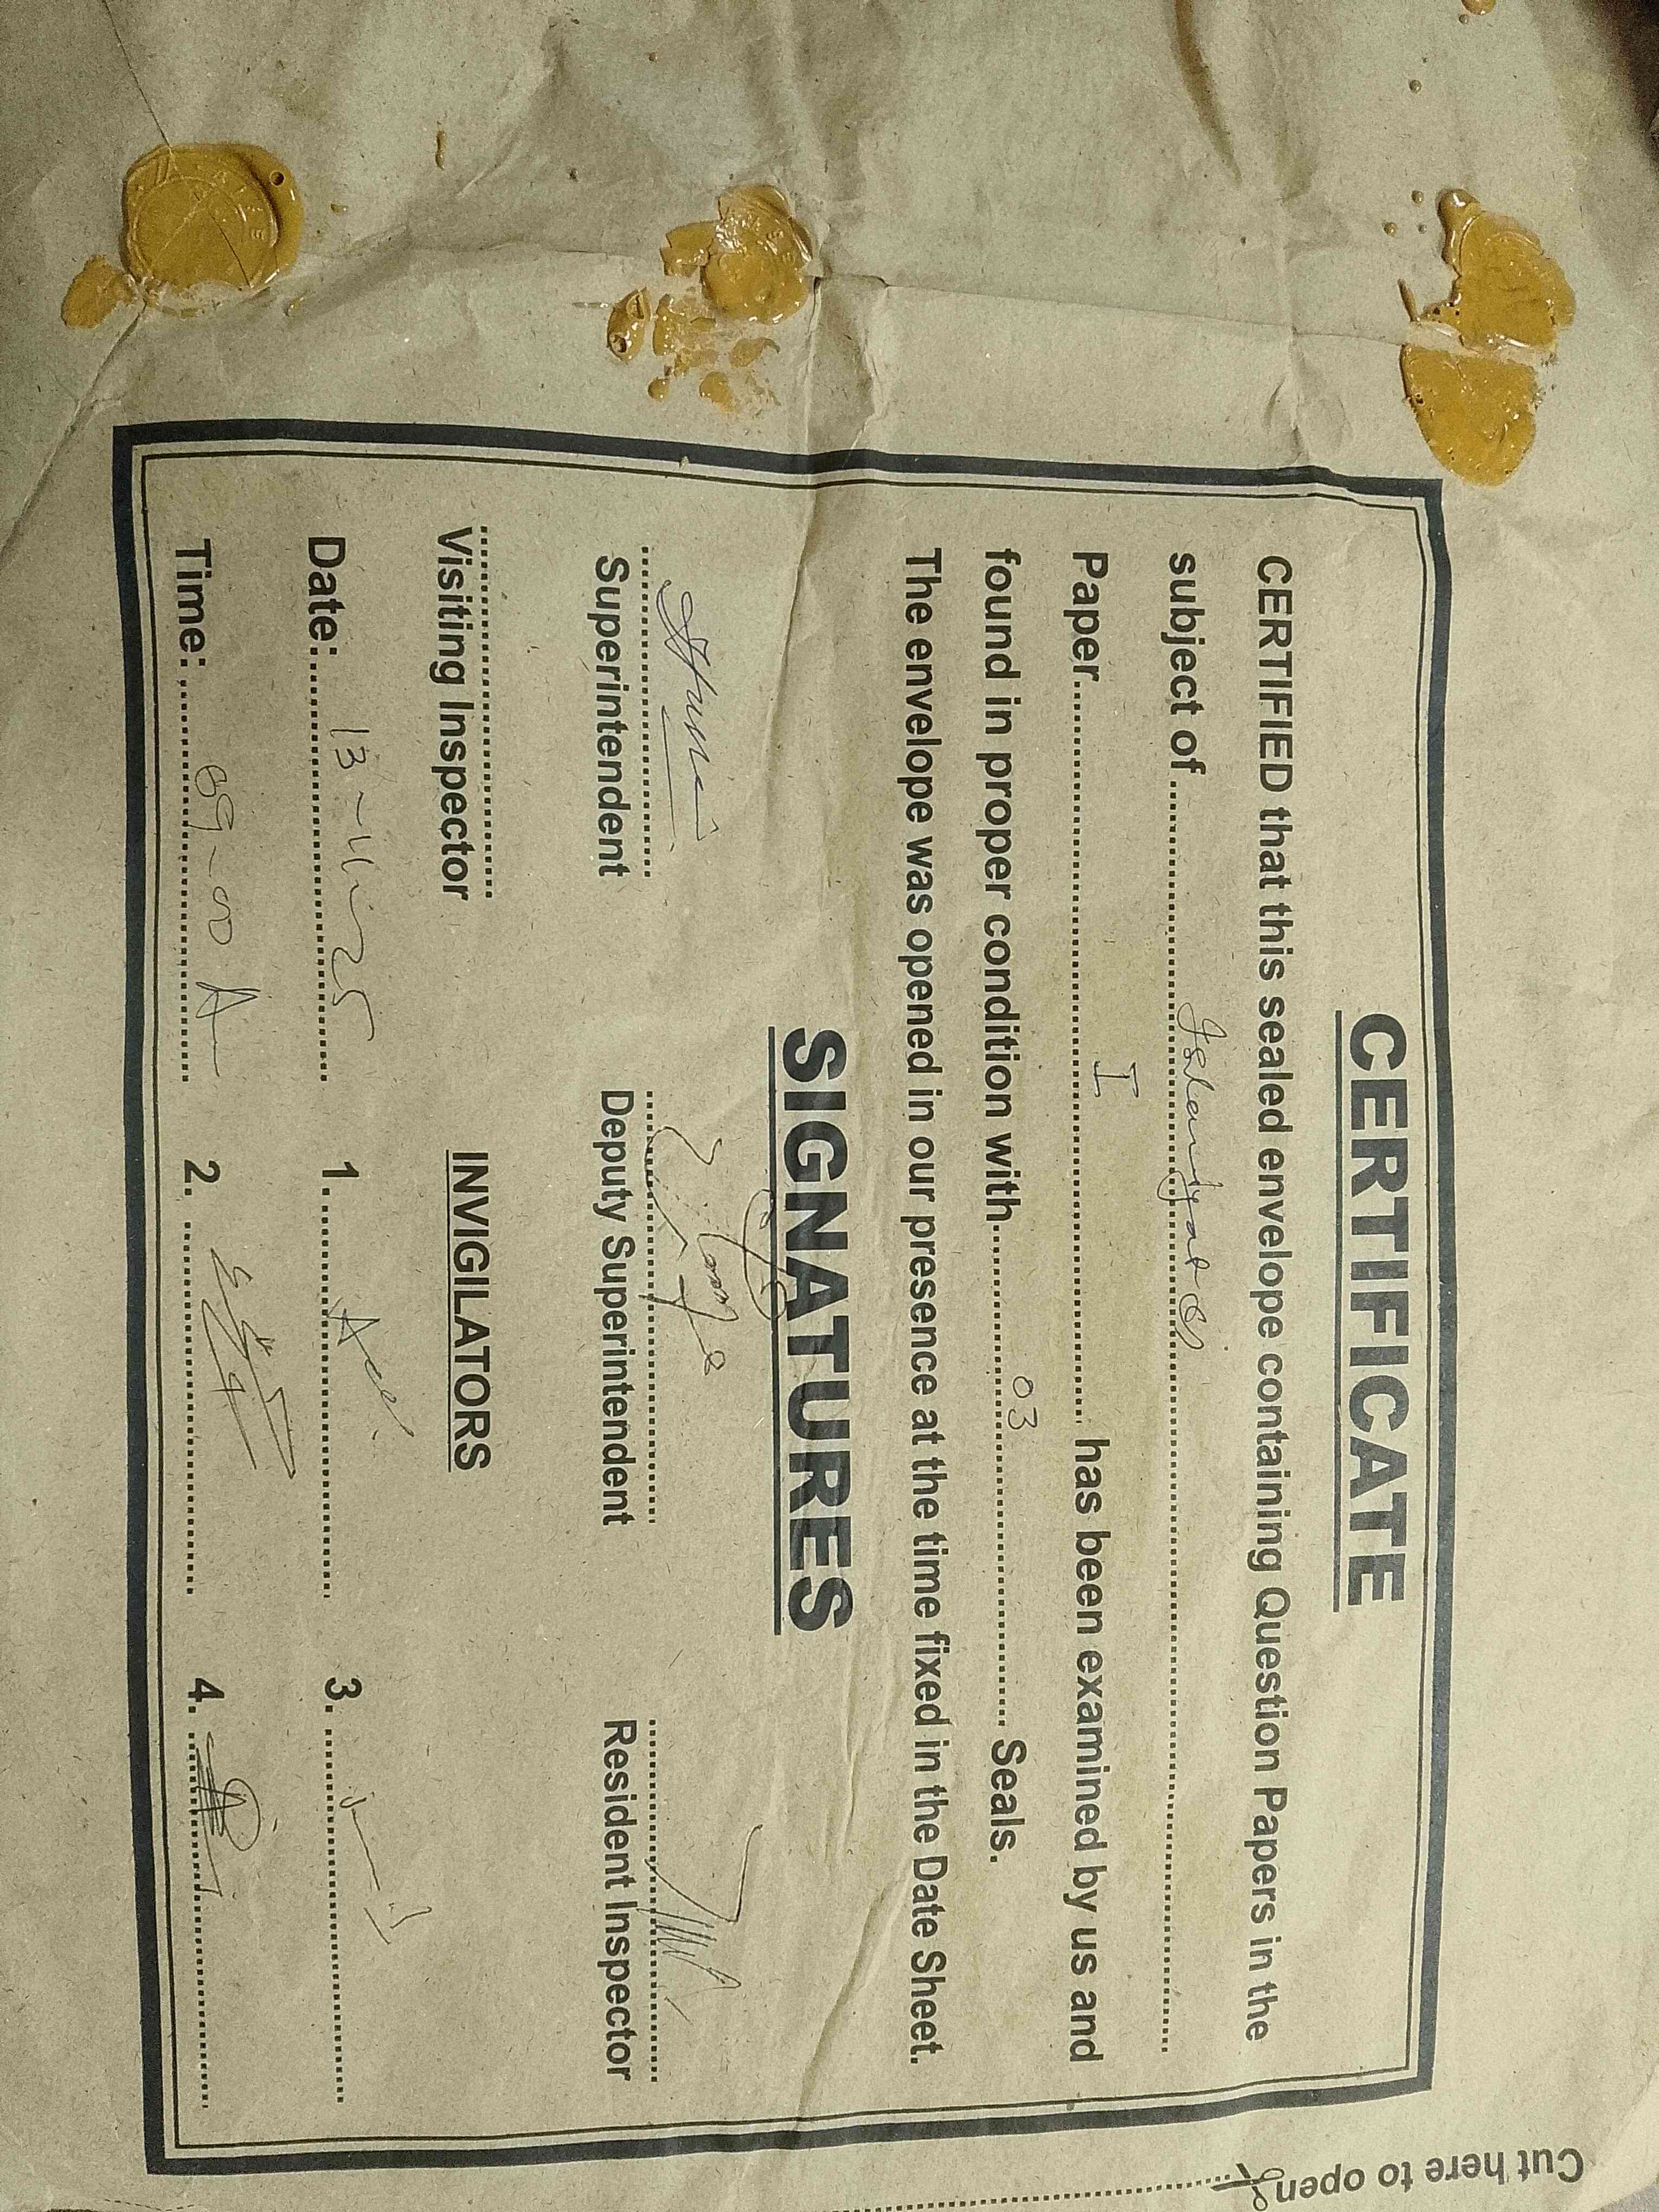 CERTIFICATE
CERTIFIED that this sealed envelope containing Question Papers in the
subject of.......... Islamiyat (e)
Paper.......... I .......... has been examined by us and
found in proper condition with.......... 03 .......... Seals.
The envelope was opened in our presence at the time fixed in the Date Sheet.
SIGNATURES
Superintendent Deputy Superintendent Resident Inspector
Visiting Inspector INVIGILATORS
Date: 13-11-25 1. 3.
Time: 09-00 A 2. 4.
Cut here to open